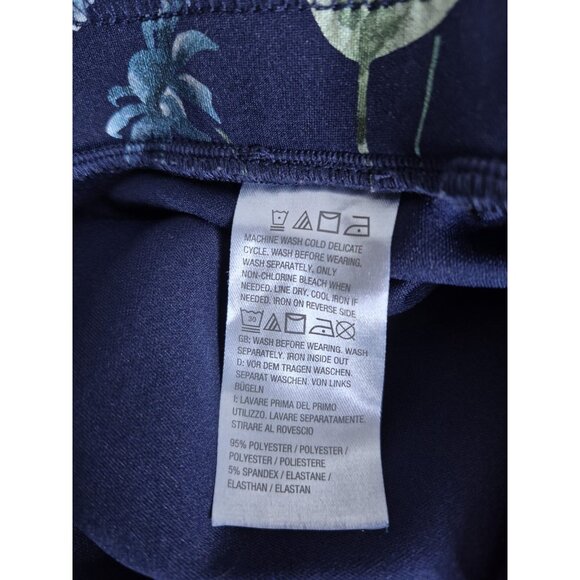 MACHINE WASH COLD DELICATE
CYCLE. WASH BEFORE WEARING.
WASH SEPARATELY. ONLY
NON-CHLORINE BLEACH WHEN
NEEDED. LINE DRY. COOL IRON IF
NEEDED. IRON ON REVERSE SIDE
30
GB: WASH BEFORE WEARING. WASH
SEPARATELY. IRON INSIDE OUT
D: VOR DEM TRAGEN WASCHEN.
SEPARAT WASCHEN. VON LINKS
BÜGELN
I: LAVARE PRIMA DEL PRIMO
UTILIZZO. LAVARE SEPARATAMENTE.
STIRARE AL ROVESCIO
95% POLYESTER / POLYESTER /
POLYESTER / POLIESTERE
5% SPANDEX / ELASTANE /
ELASTHAN / ELASTAN